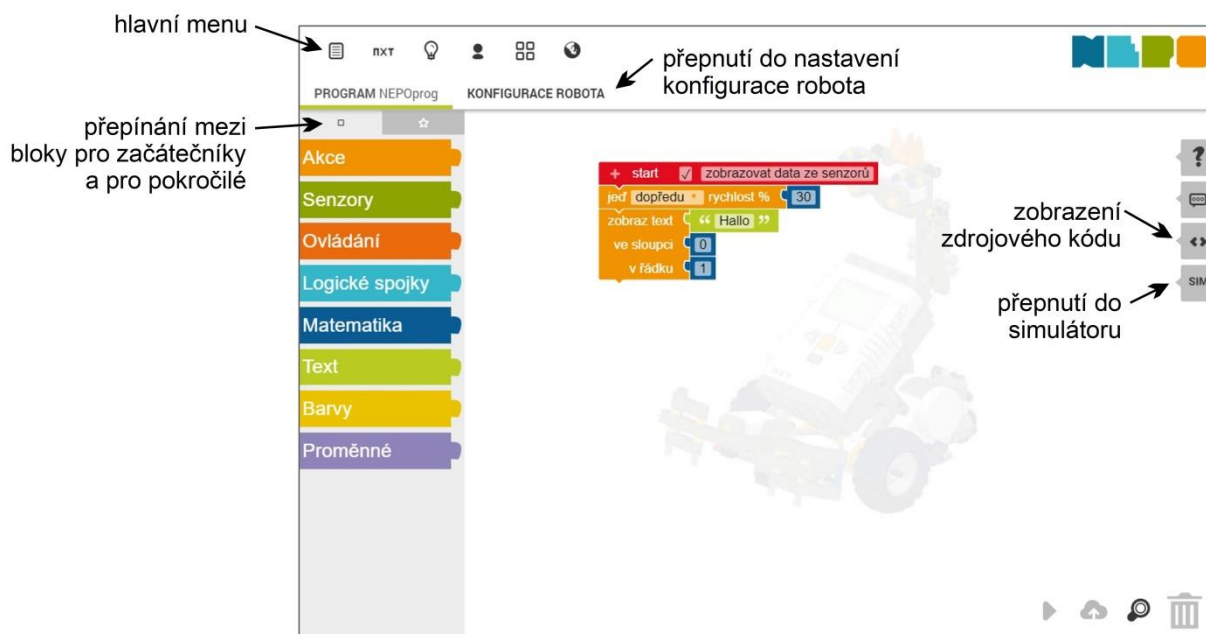 hlavní menu
ПXT
přepnutí do nastavení
konfigurace robota
PROGRAM NEPOprog
KONFIGURACE ROBOTA
přepínání mezi
bloky pro začátečníky
a pro pokročilé
Akce
Senzory
Ovládání
Logické spojky
Matematika
Text
Barvy
Proměnné
+ start ✓ zobrazovat data ze senzorů
jeď dopředu rychlost % 30
zobraz text “ Hallo ”
ve sloupci 0
v řádku 1
?
zobrazení
zdrojového kódu
<>
přepnutí do
simulátoru
SIM
NEPO